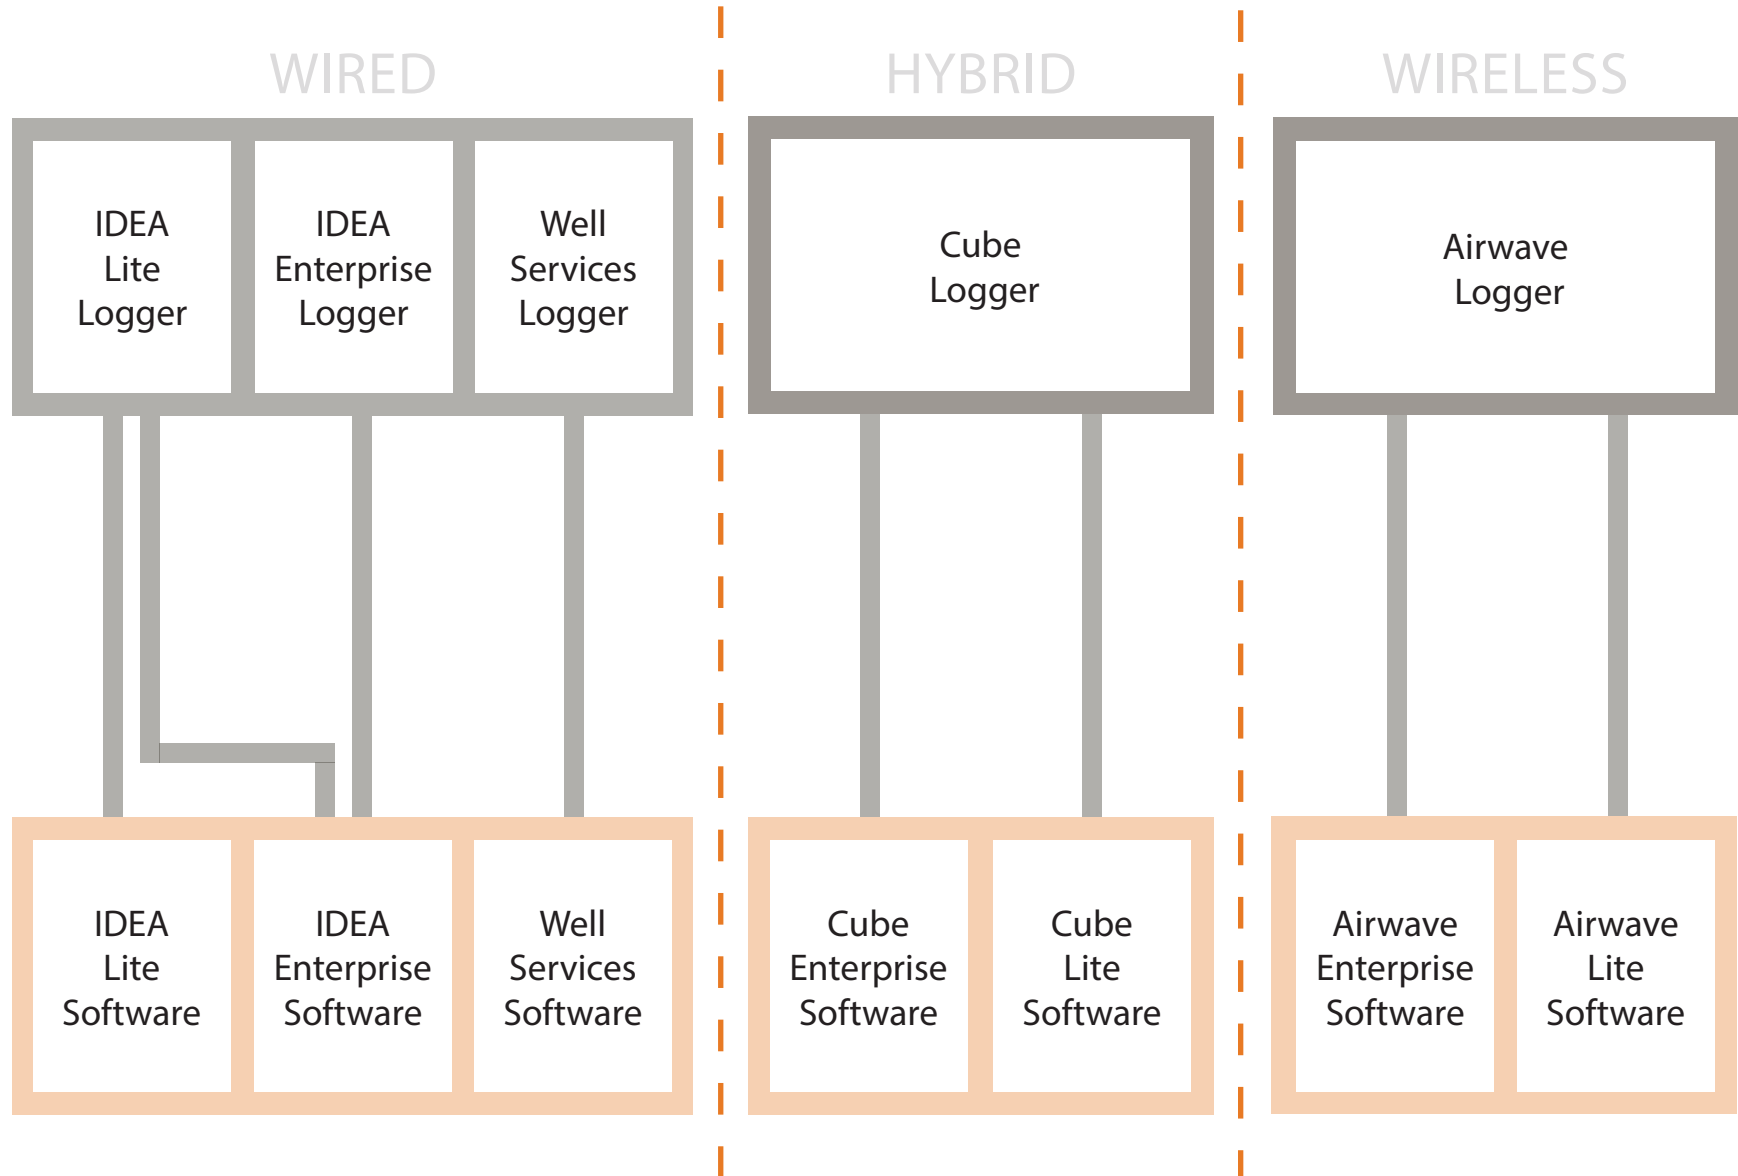 WIRED
HYBRID
WIRELESS
IDEA
Lite
Logger
IDEA
Enterprise
Logger
Well
Services
Logger
Cube
Logger
Airwave
Logger
IDEA
Lite
Software
IDEA
Enterprise
Software
Well
Services
Software
Cube
Enterprise
Software
Cube
Lite
Software
Airwave
Enterprise
Software
Airwave
Lite
Software